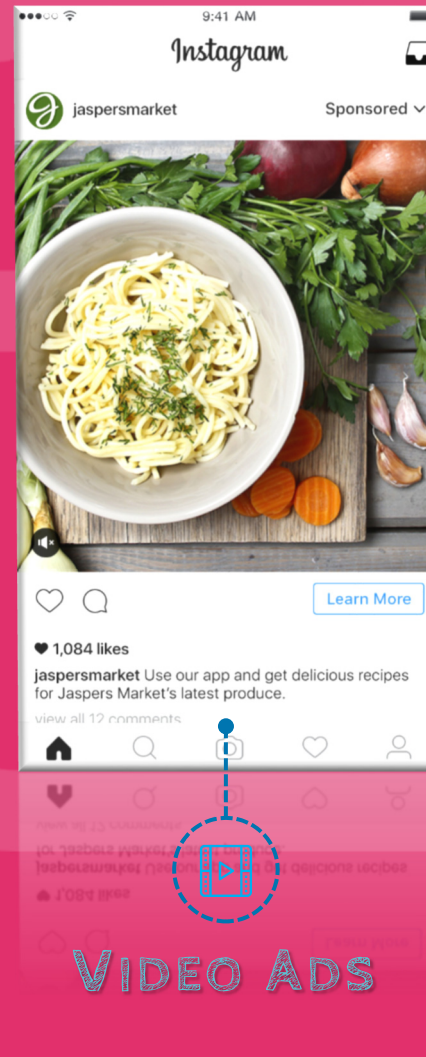 9:41 AM
Instagram
jaspersmarket Sponsored
Learn More
1,084 likes
jaspersmarket Use our app and get delicious recipes
for Jaspers Market's latest produce.
view all 12 comments
VIDEO ADS